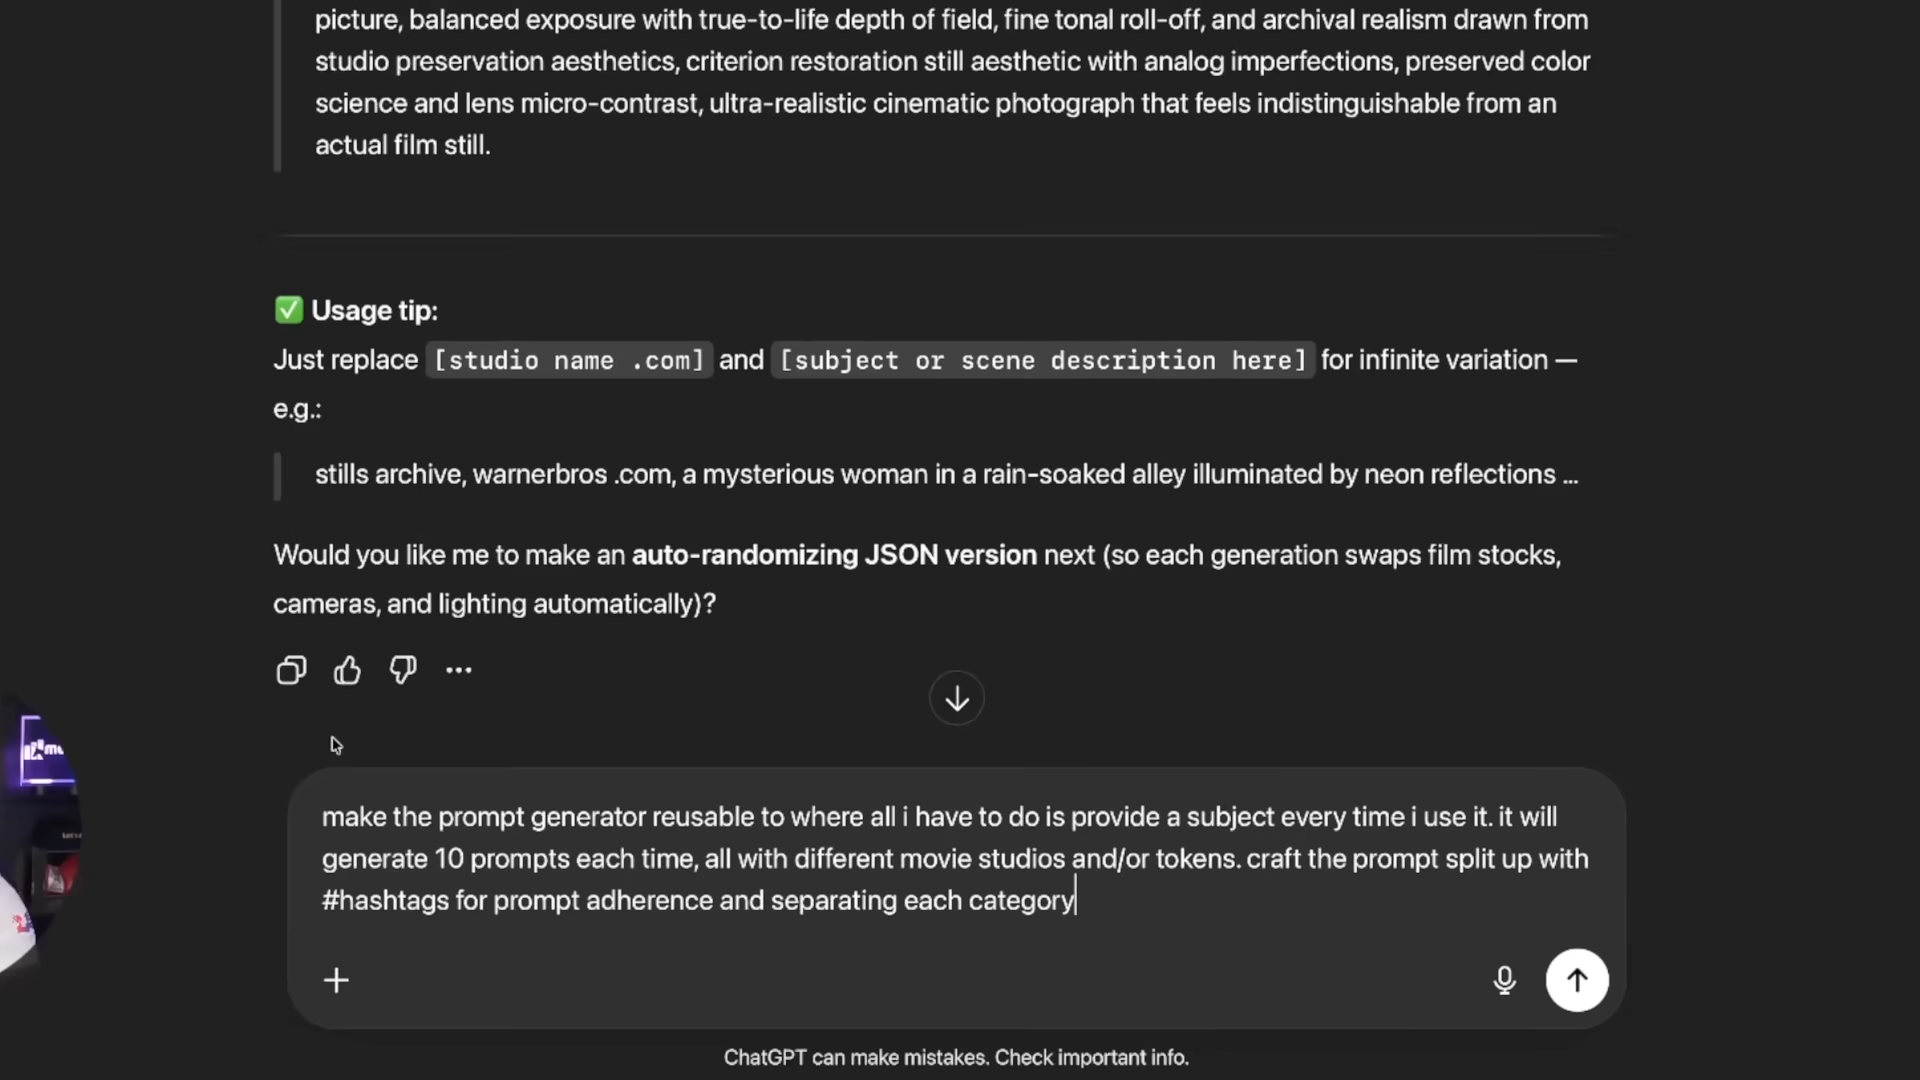 picture, balanced exposure with true-to-life depth of field, fine tonal roll-off, and archival realism drawn from
studio preservation aesthetics, criterion restoration still aesthetic with analog imperfections, preserved color
science and lens micro-contrast, ultra-realistic cinematic photograph that feels indistinguishable from an
actual film still.
✅ Usage tip:
Just replace [studio name .com] and [subject or scene description here] for infinite variation —
e.g.:
stills archive, warnerbros .com, a mysterious woman in a rain-soaked alley illuminated by neon reflections ...
Would you like me to make an auto-randomizing JSON version next (so each generation swaps film stocks,
cameras, and lighting automatically)?
make the prompt generator reusable to where all i have to do is provide a subject every time i use it. it will
generate 10 prompts each time, all with different movie studios and/or tokens. craft the prompt split up with
#hashtags for prompt adherence and separating each category
ChatGPT can make mistakes. Check important info.